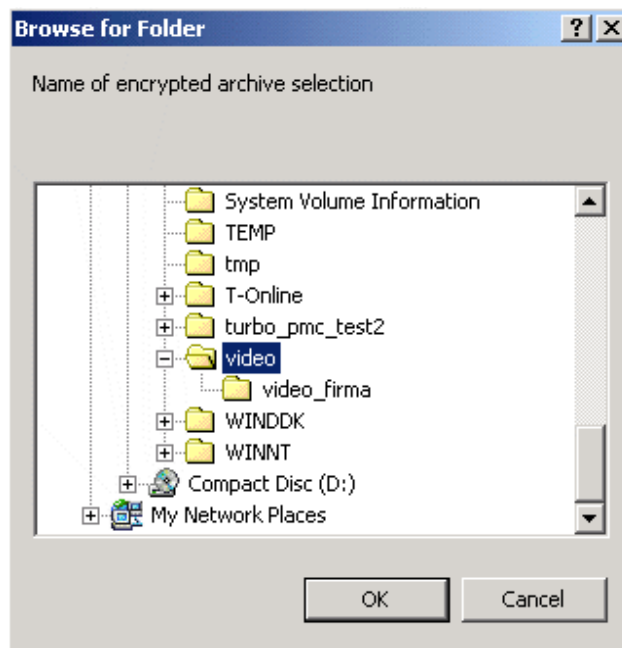 Browse for Folder
Name of encrypted archive selection
System Volume Information
TEMP
tmp
T-Online
turbo_pmc_test2
video
video_firma
WINDDK
WINNT
Compact Disc (D:)
My Network Places
OK Cancel